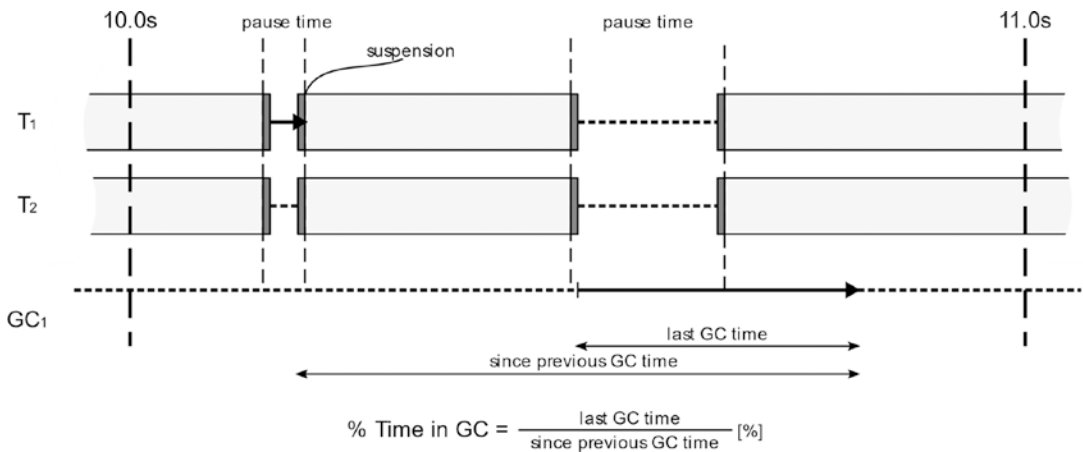 10.0s pause time pause time 11.0s
suspension
T1
T2
GC1
last GC time
since previous GC time
% Time in GC = last GC time / since previous GC time [%]